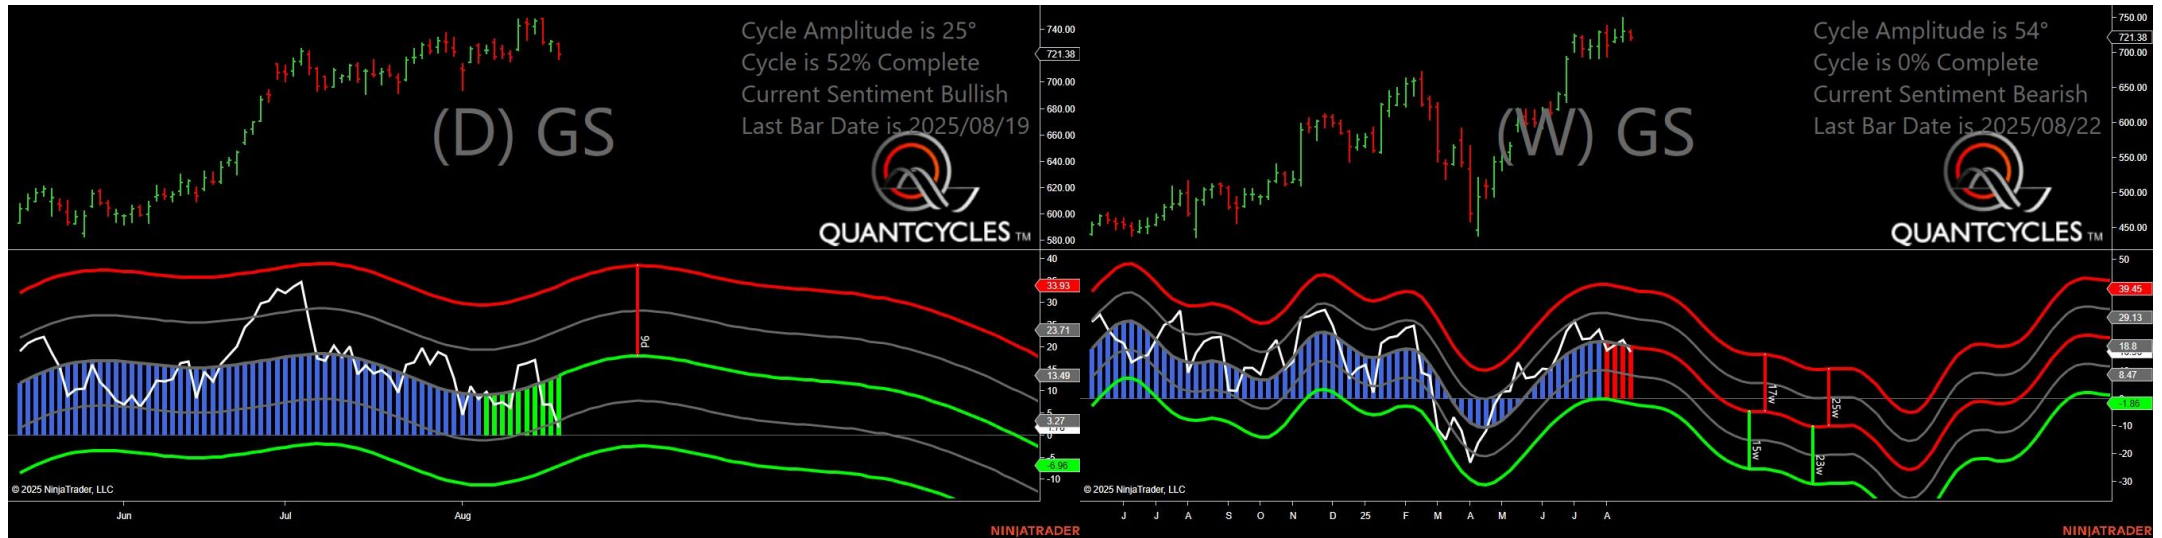 Cycle Amplitude is 25°
Cycle is 52% Complete
Current Sentiment Bullish
Last Bar Date is 2025/08/19
(D) GS
QUANTCYCLES TM
740.00
721.38
700.00
680.00
660.00
640.00
620.00
600.00
580.00
40
33.93
30
23.71
20
13.49
10
3.27
0
-6.96
-10
9d
© 2025 NinjaTrader, LLC
Jun Jul Aug
NINJATRADER
Cycle Amplitude is 54°
Cycle is 0% Complete
Current Sentiment Bearish
Last Bar Date is 2025/08/22
(W) GS
QUANTCYCLES TM
750.00
721.38
700.00
650.00
600.00
550.00
500.00
450.00
50
39.45
29.13
18.8
8.47
-1.86
-10
-20
-30
17w
25w
15w
23w
© 2025 NinjaTrader, LLC
J J A S O N D 25 F M A M J J A
NINJATRADER